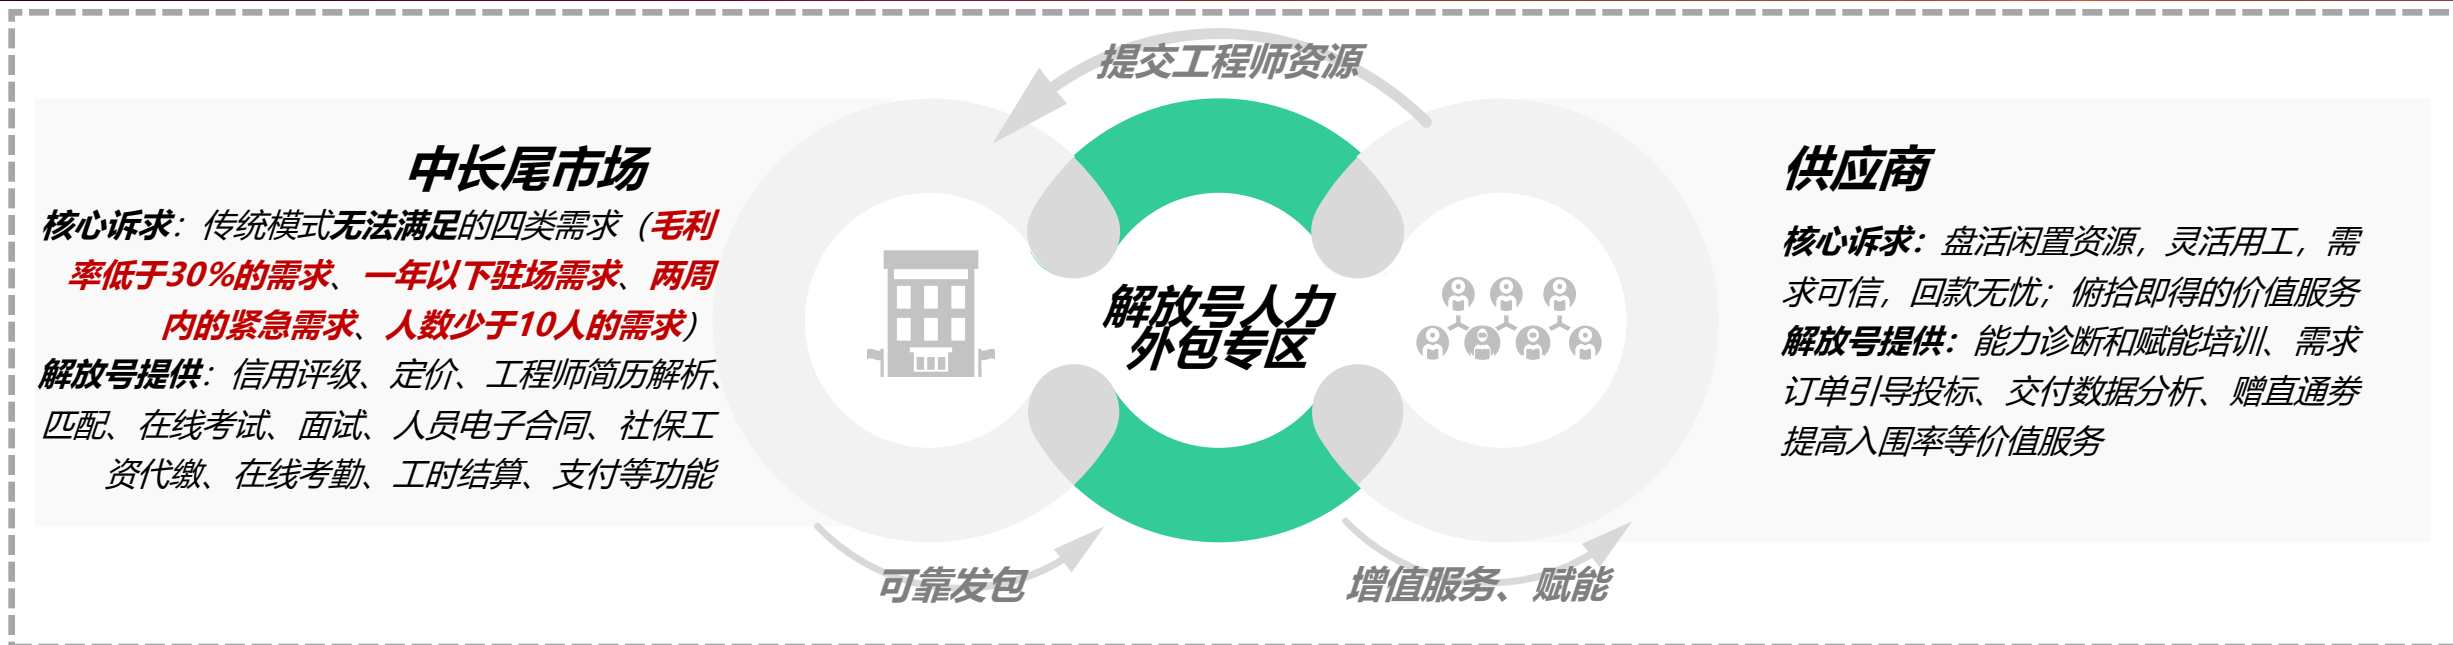 提交工程师资源
中长尾市场
核心诉求：传统模式无法满足的四类需求（毛利
率低于30%的需求、一年以下驻场需求、两周
内的紧急需求、人数少于10人的需求）
解放号提供：信用评级、定价、工程师简历解析、
匹配、在线考试、面试、人员电子合同、社保工
资代缴、在线考勤、工时结算、支付等功能
解放号人力
外包专区
供应商
核心诉求：盘活闲置资源，灵活用工，需
求可信，回款无忧；俯拾即得的价值服务
解放号提供：能力诊断和赋能培训、需求
订单引导投标、交付数据分析、赠直通券
提高入围率等价值服务
可靠发包
增值服务、赋能